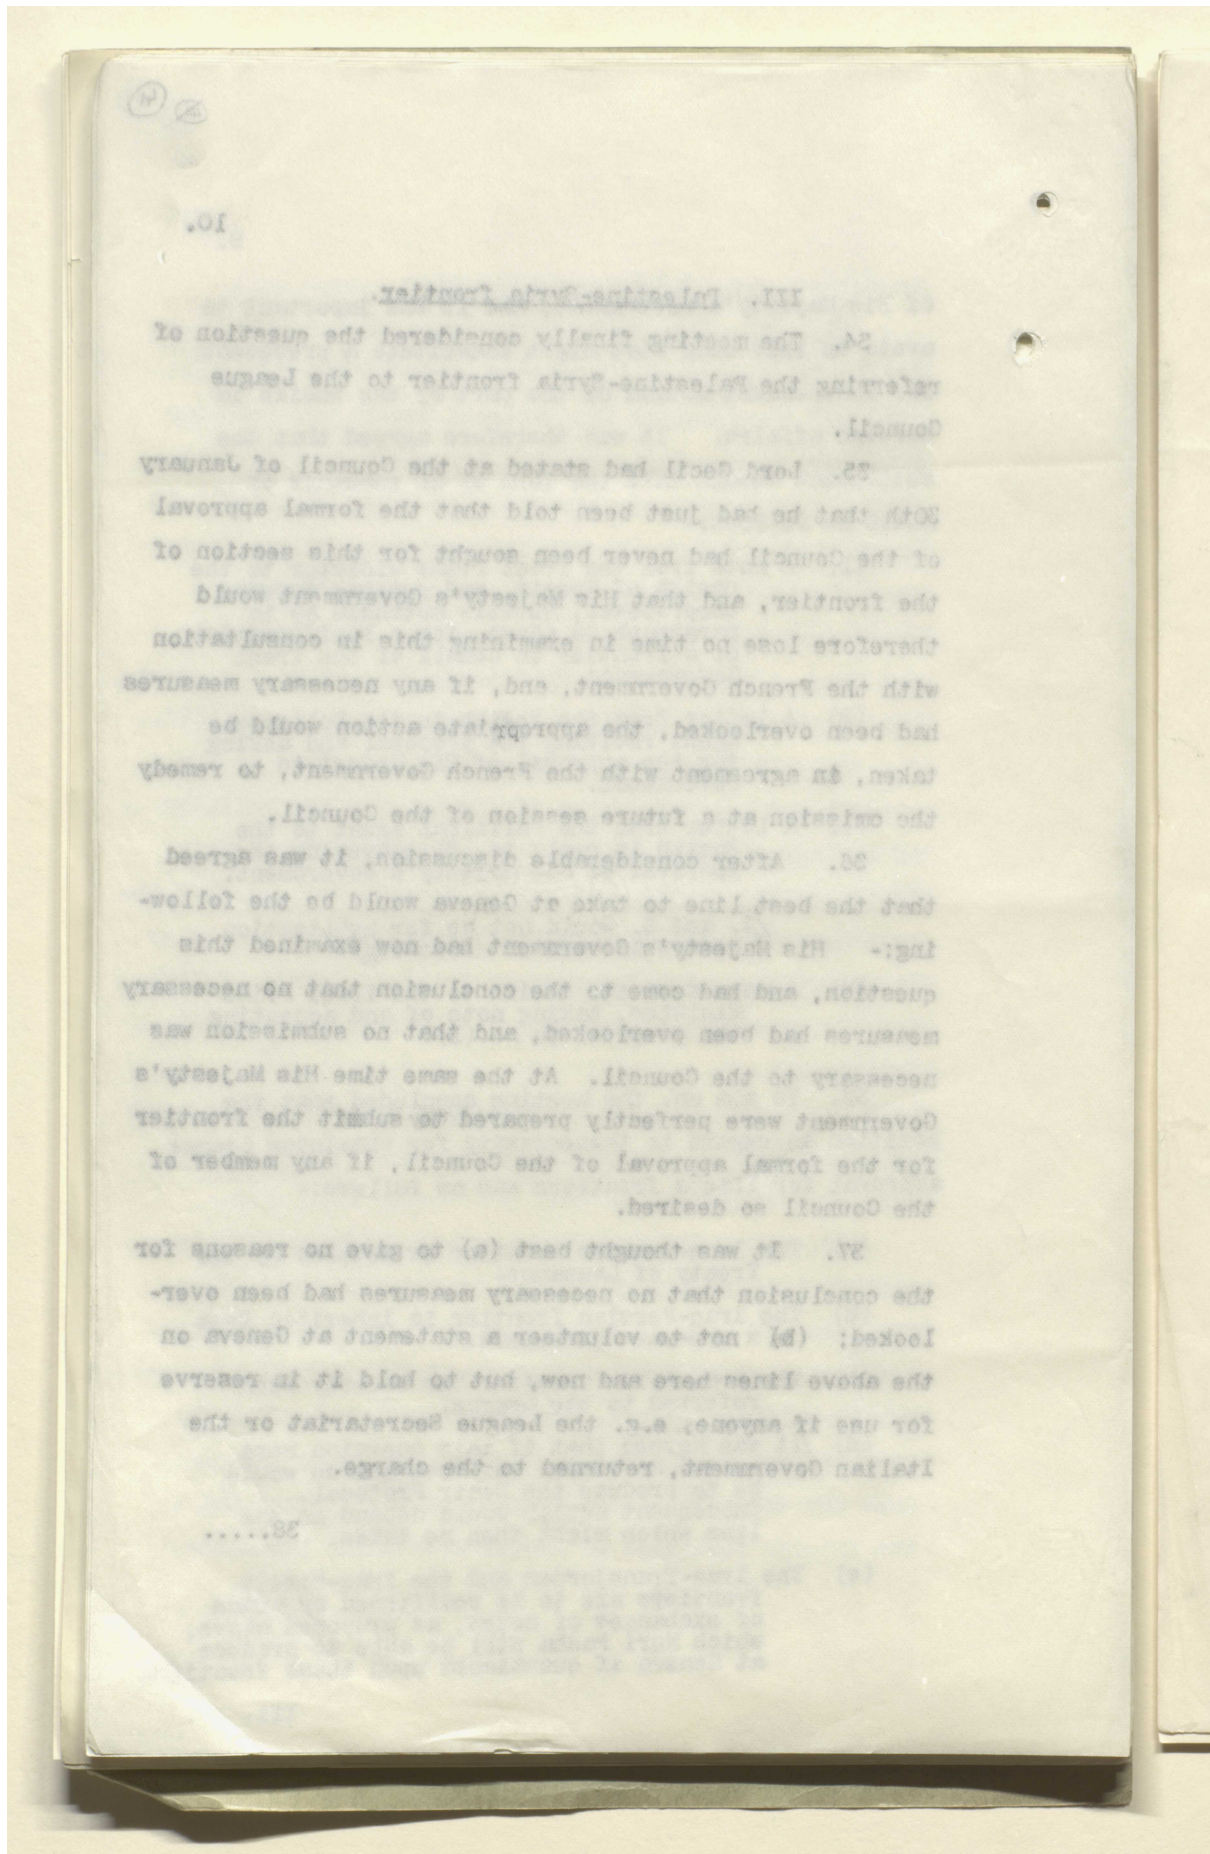 10.
III. Palestine-Syria frontier.
34. The meeting finally considered the question of
referring the Palestine-Syria frontier to the League
Council.
35. Lord Cecil had stated at the Council of January
30th that he had just been told that the formal approval
of the Council had never been sought for this section of
the frontier, and that His Majesty's Government would
therefore lose no time in examining this in consultation
with the French Government, and, if any necessary measures
had been overlooked, the appropriate action would be
taken, in agreement with the French Government, to remedy
the omission at a future session of the Council.
36. After considerable discussion, it was agreed
that the best line to take at Geneva would be the follow-
ing:- His Majesty's Government had now examined this
question, and had come to the conclusion that no necessary
measures had been overlooked, and that no submission was
necessary to the Council. At the same time His Majesty's
Government were perfectly prepared to submit the frontier
for the formal approval of the Council, if any member of
the Council so desired.
37. It was thought best (a) to give no reasons for
the conclusion that no necessary measures had been over-
looked; (b) not to volunteer a statement at Geneva on
the above lines here and now, but to hold it in reserve
for use if anyone, e.g. the League Secretariat or the
Italian Government, returned to the charge.
38.....